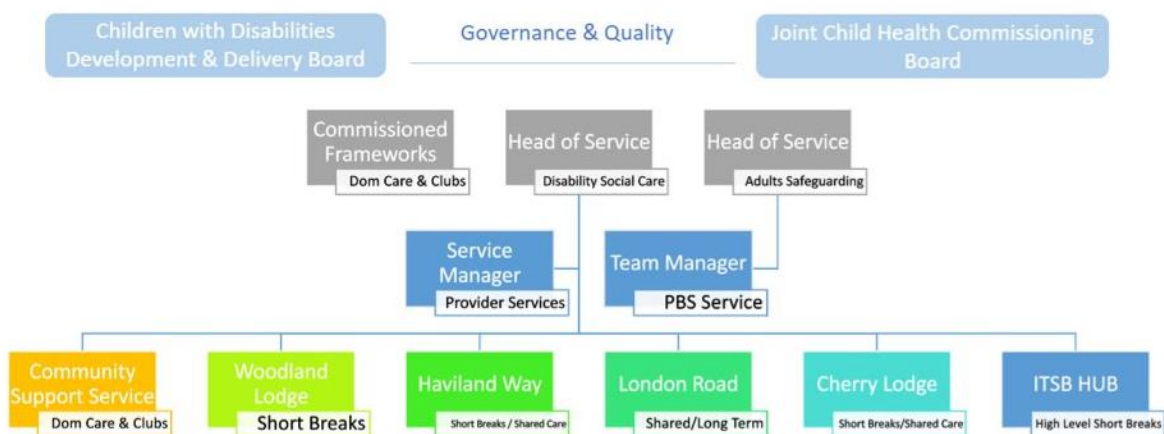 Children with Disabilities
Development & Delivery Board
Governance & Quality
Joint Child Health Commissioning
Board
Commissioned
Frameworks
Dom Care & Clubs
Head of Service
Disability Social Care
Head of Service
Adults Safeguarding
Service
Manager
Provider Services
Team Manager
PBS Service
Community
Support Service
Dom Care & Clubs
Woodland
Lodge
Short Breaks
Haviland Way
Short Breaks / Shared Care
London Road
Shared/Long Term
Cherry Lodge
Short Breaks/Shared Care
ITSB HUB
High Level Short Breaks